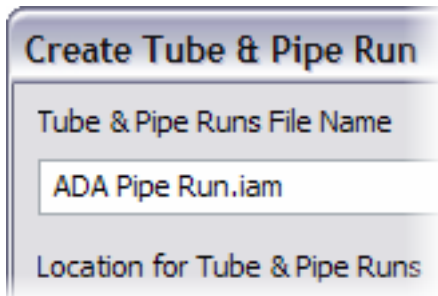 Create Tube & Pipe Run
Tube & Pipe Runs File Name
ADA Pipe Run.iam
Location for Tube & Pipe Runs